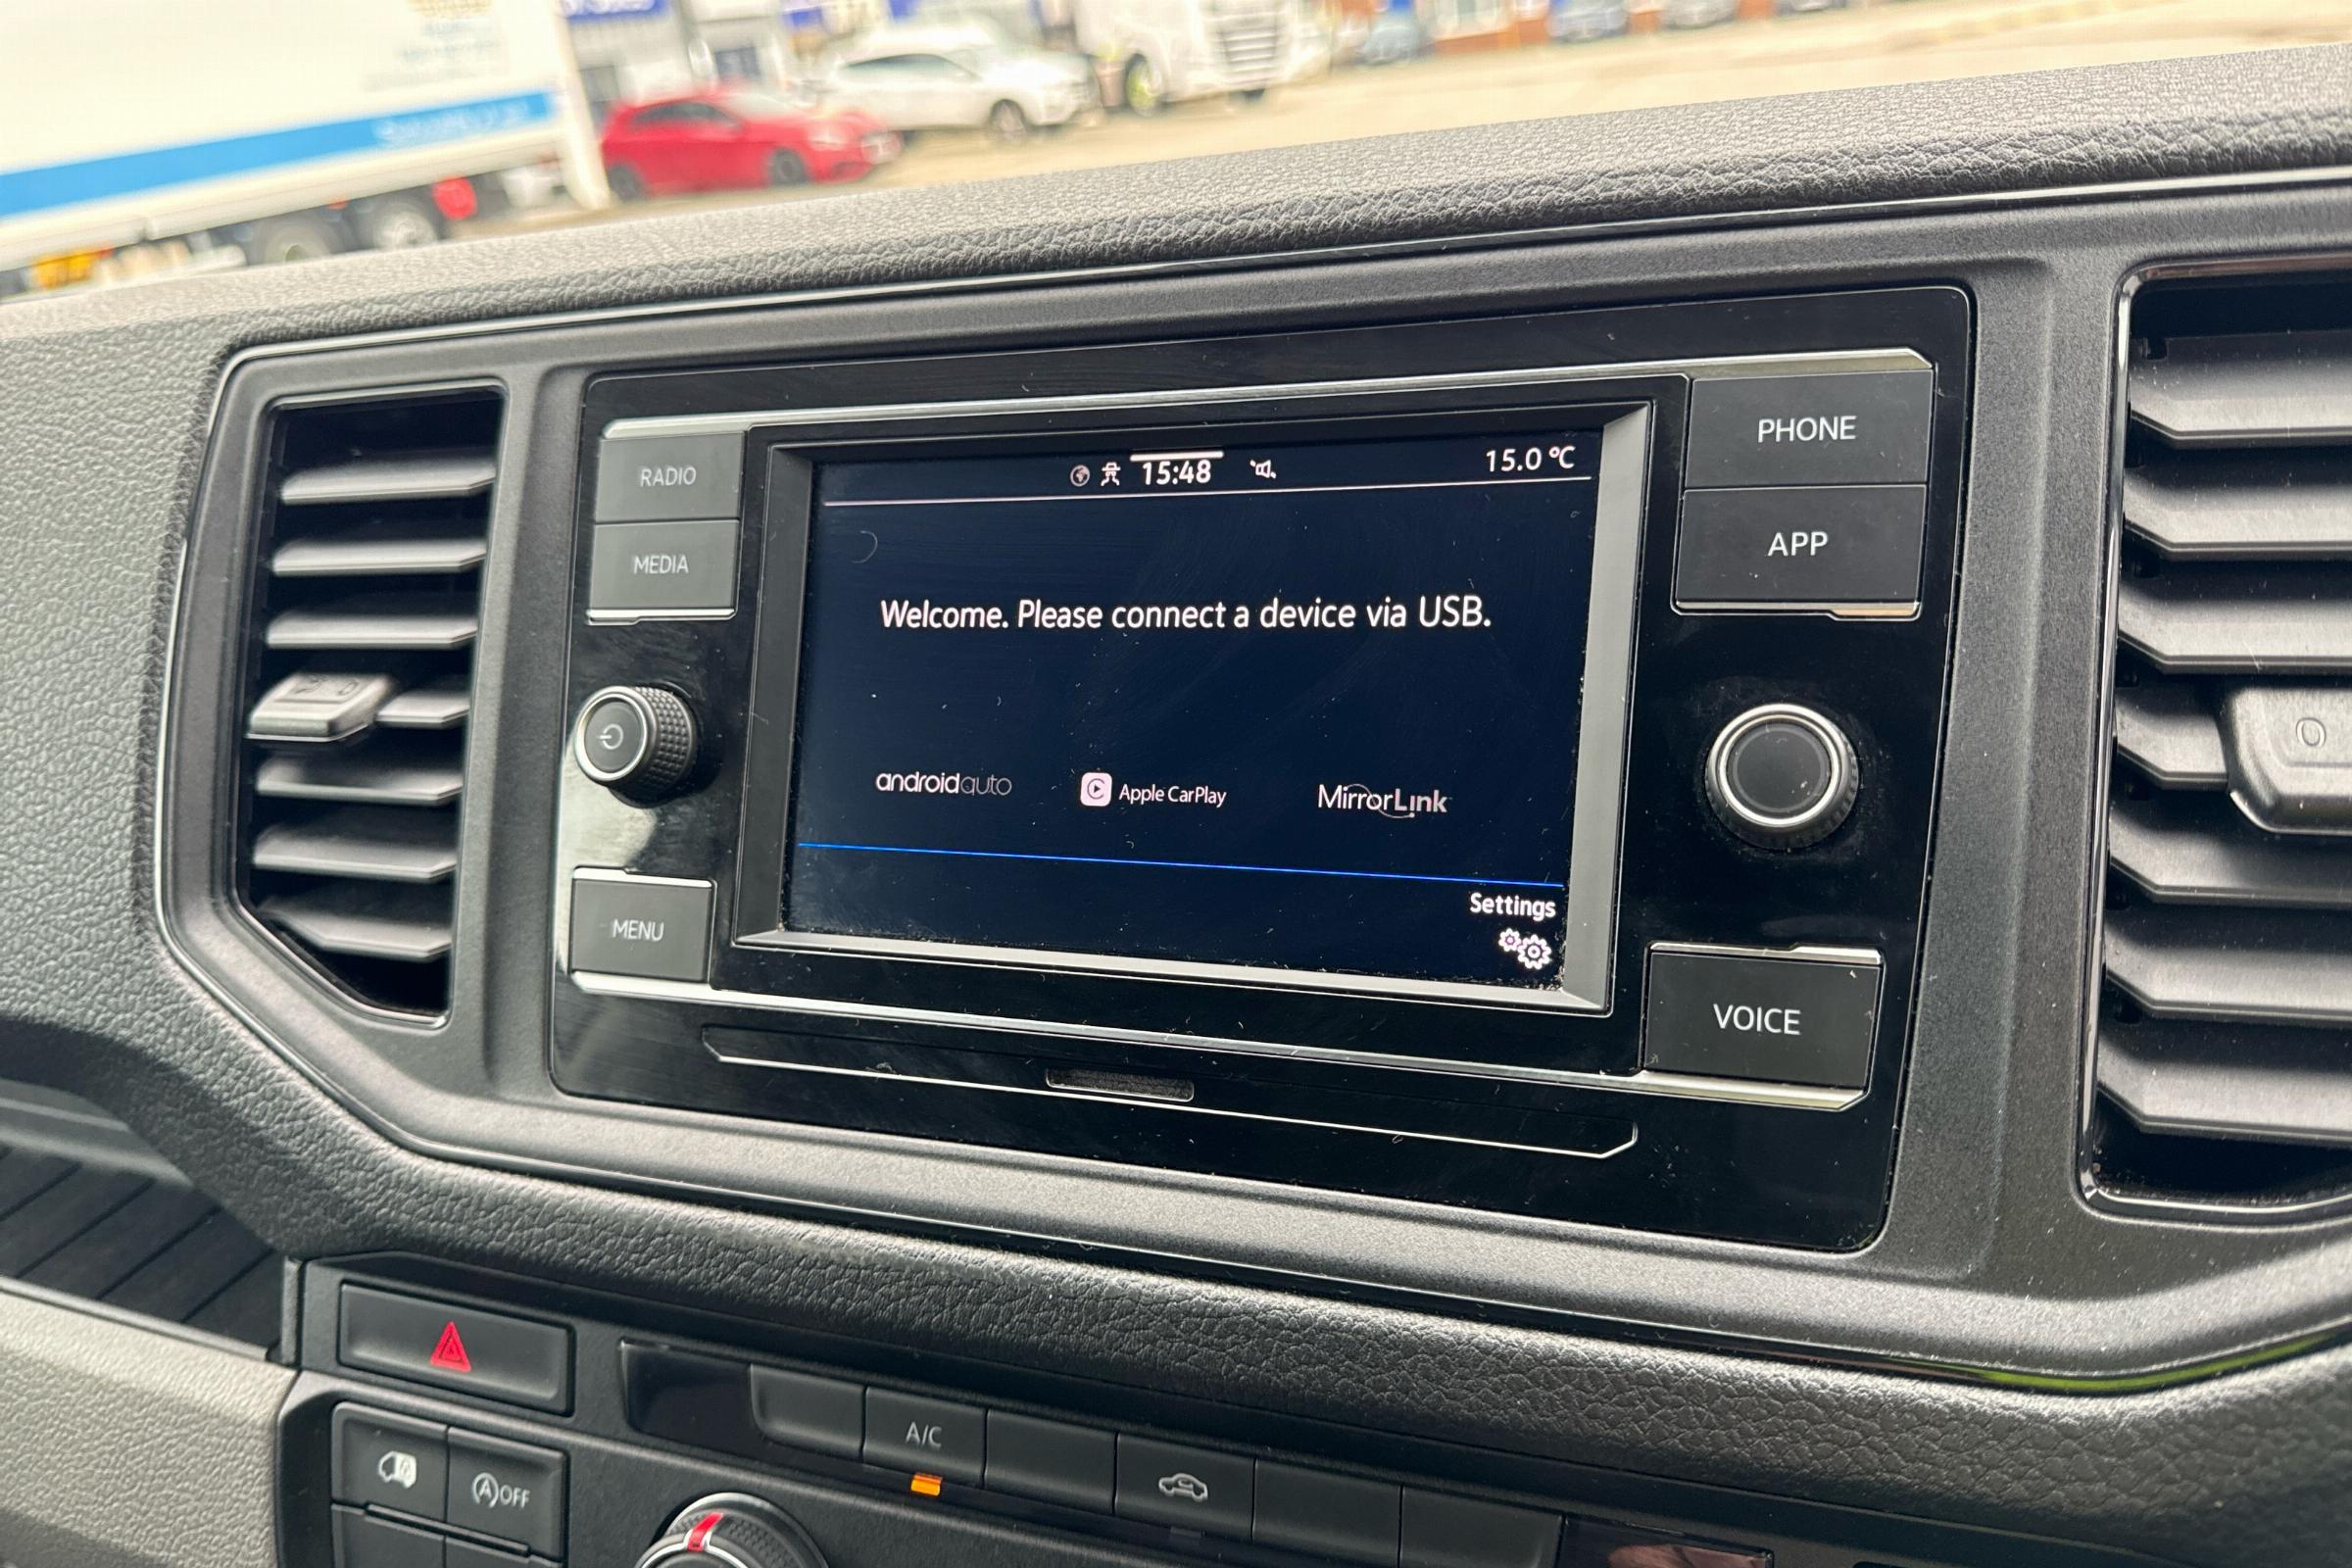 RADIO
MEDIA
MENU
15:48
15.0 °C
Welcome. Please connect a device via USB.
androidauto
Apple CarPlay
MirrorLink
Settings
PHONE
APP
VOICE
0
A/C
A OFF